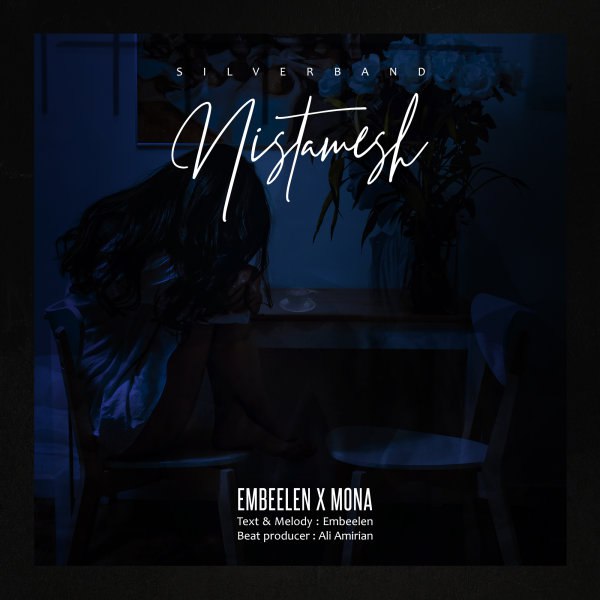 SILVERBAND
Nistamesh
EMBEELEN X MONA
Text & Melody : Embeelen
Beat producer : Ali Amirian